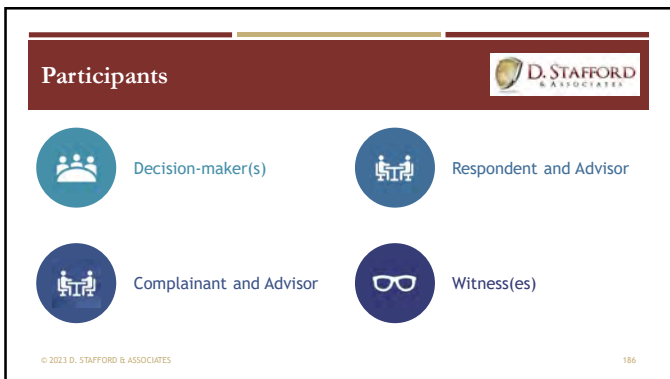 Participants
D. STAFFORD
& ASSOCIATES
Decision-maker(s)
Respondent and Advisor
Complainant and Advisor
Witness(es)
© 2023 D. STAFFORD & ASSOCIATES
186